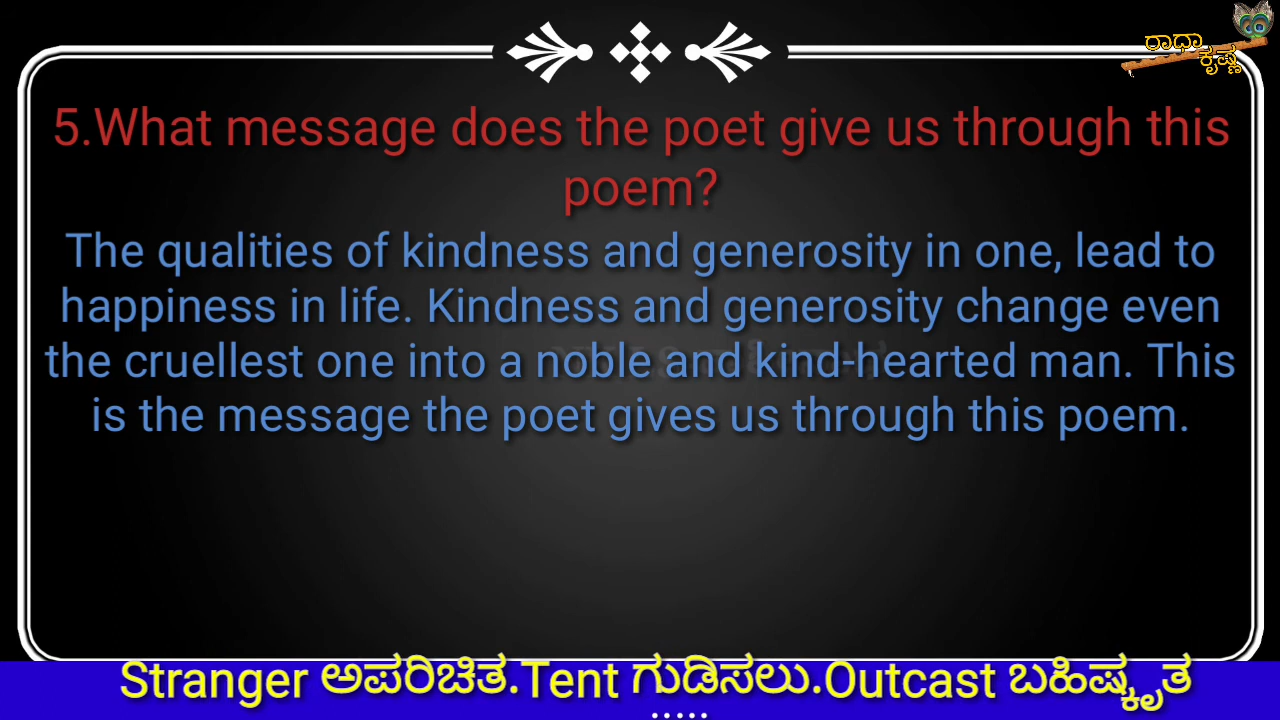 ರಾಧಾ
ಕೃಷ್ಣ
5.What message does the poet give us through this
poem?
The qualities of kindness and generosity in one, lead to
happiness in life. Kindness and generosity change even
the cruellest one into a noble and kind-hearted man. This
is the message the poet gives us through this poem.
Stranger ಅಪರಿಚಿತ.Tent ಗುಡಿಸಲು.Outcast ಬಹಿಷ್ಕೃತ
.....